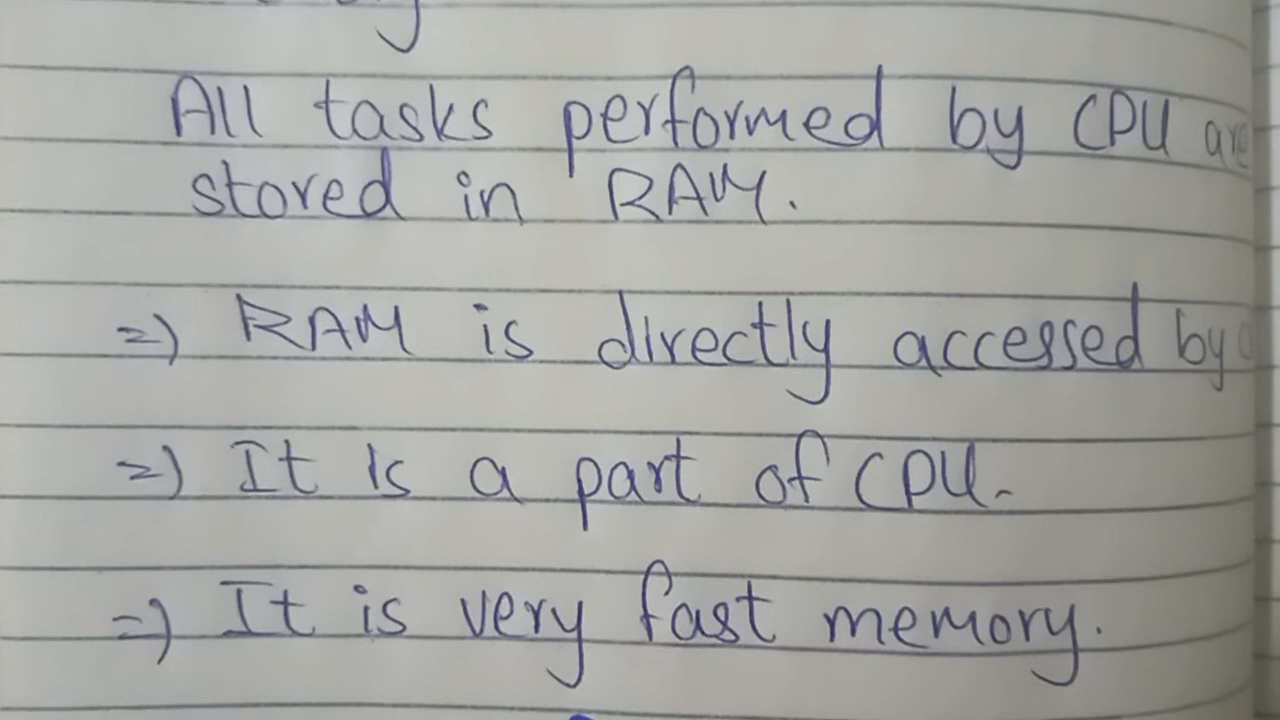 All tasks performed by CPU are
stored in RAM.
=) RAM is directly accessed by
=) It is a part of CPU.
=) It is very fast memory.